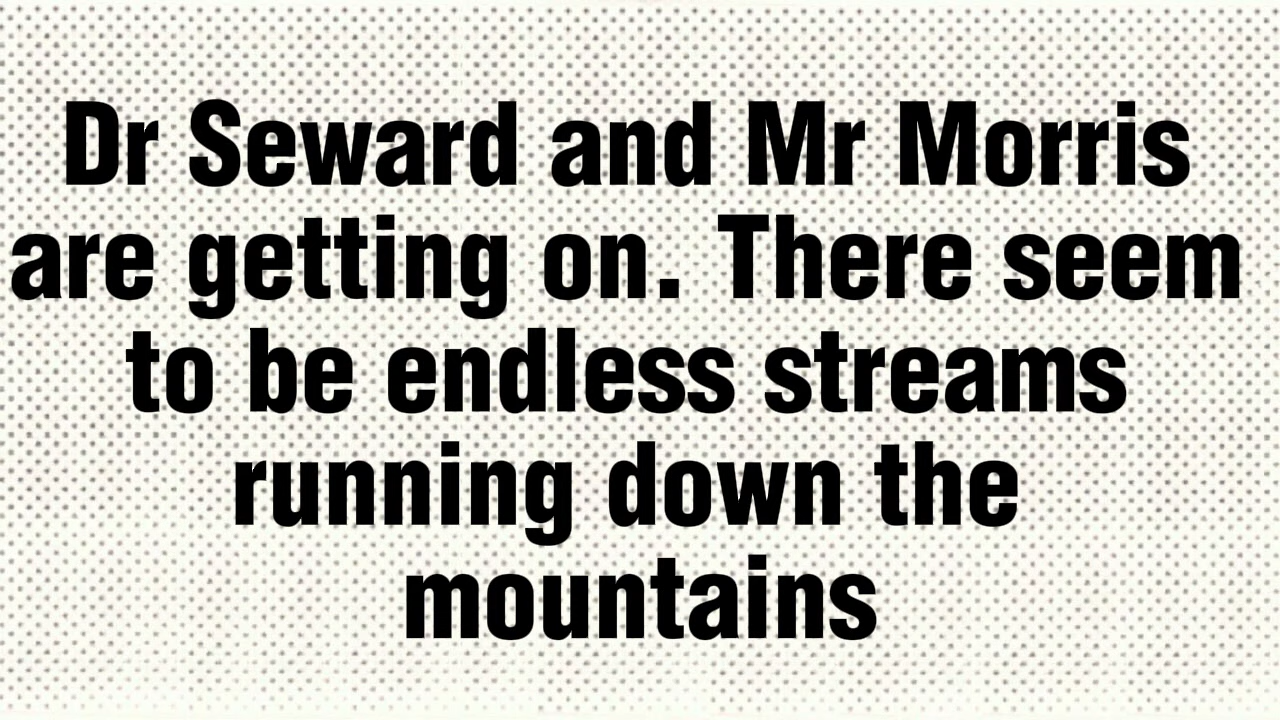 Dr Seward and Mr Morris
are getting on. There seem
to be endless streams
running down the
mountains